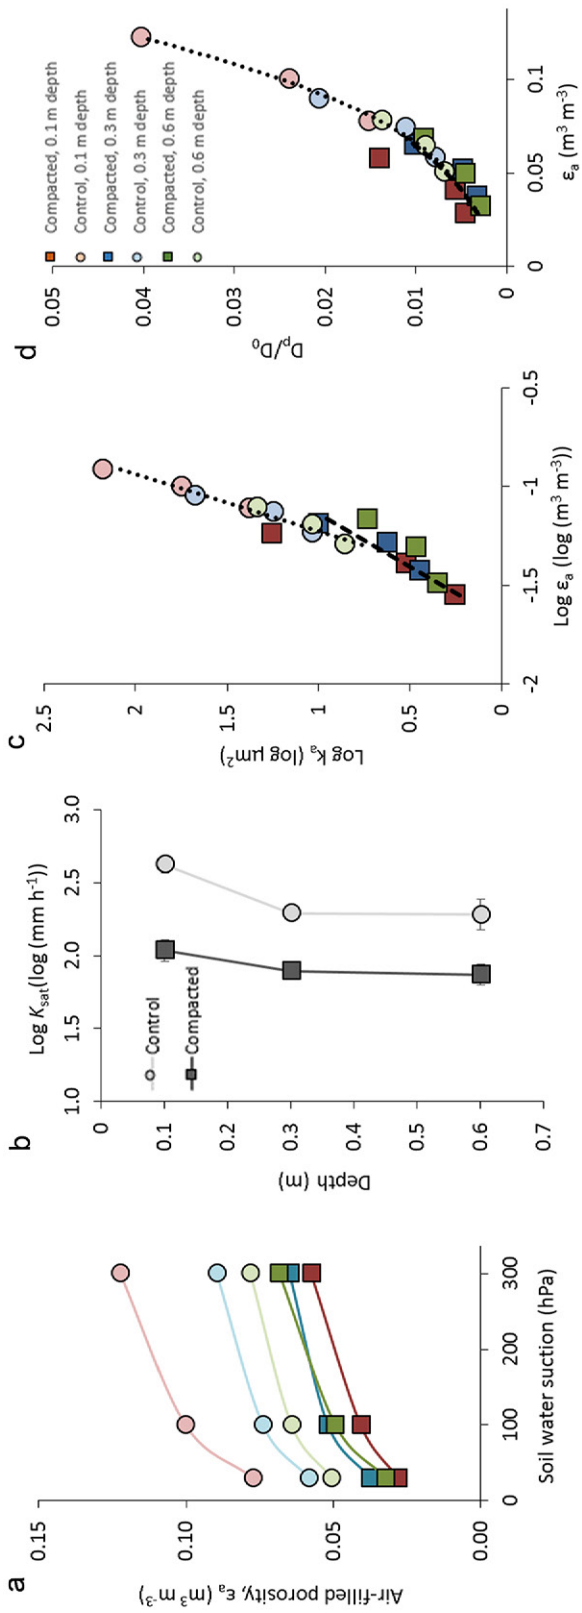 a
Air-filled porosity, εa (m³ m⁻³)
0.15
0.10
0.05
0.00
0
100
200
300
Soil water suction (hPa)
b
Log Ksat(log (mm h⁻¹))
1.0
1.5
2.0
2.5
3.0
Depth (m)
0
0.1
0.2
0.3
0.4
0.5
0.6
0.7
Control
Compacted
c
Log ka (log μm²)
2.5
2
1.5
1
0.5
0
-2
-1.5
-1
-0.5
Log εa (log (m³ m⁻³))
d
Dp/D0
0.05
0.04
0.03
0.02
0.01
0
0
0.05
0.1
εa (m³ m⁻³)
Compacted, 0.1 m depth
Control, 0.1 m depth
Compacted, 0.3 m depth
Control, 0.3 m depth
Compacted, 0.6 m depth
Control, 0.6 m depth